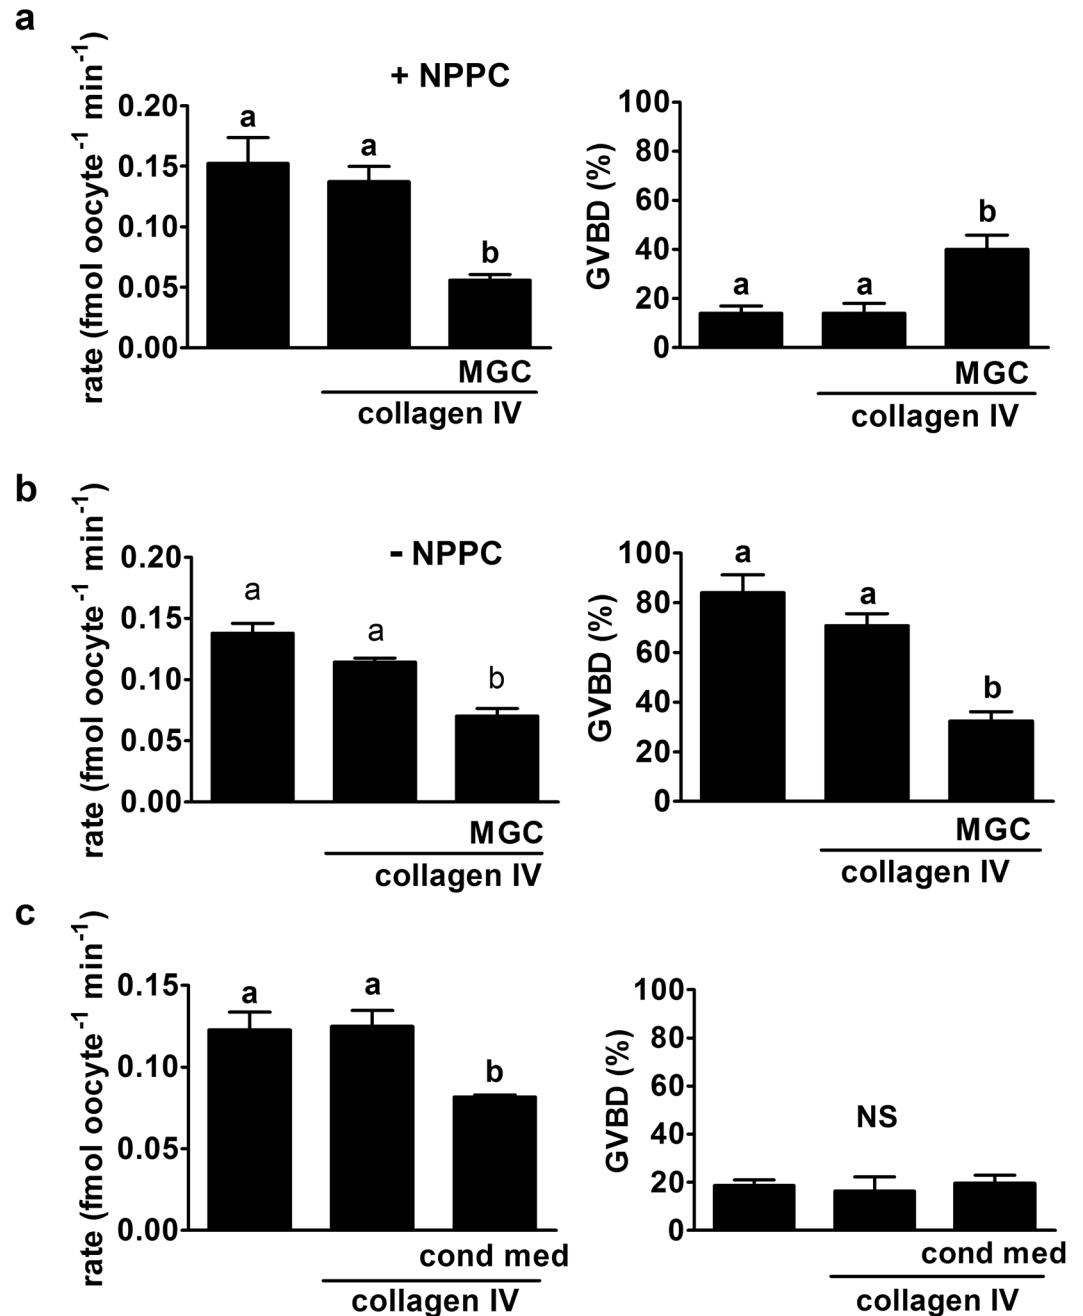 a
+ NPPC
rate (fmol oocyte⁻¹ min⁻¹)
0.20
0.15
0.10
0.05
0.00
a
a
b
MGC
collagen IV
GVBD (%)
100
80
60
40
20
0
a
a
b
MGC
collagen IV
b
- NPPC
rate (fmol oocyte⁻¹ min⁻¹)
0.20
0.15
0.10
0.05
0.00
a
a
b
MGC
collagen IV
GVBD (%)
100
80
60
40
20
0
a
a
b
MGC
collagen IV
c
rate (fmol oocyte⁻¹ min⁻¹)
0.15
0.10
0.05
0.00
a
a
b
cond med
collagen IV
GVBD (%)
100
80
60
40
20
0
NS
cond med
collagen IV